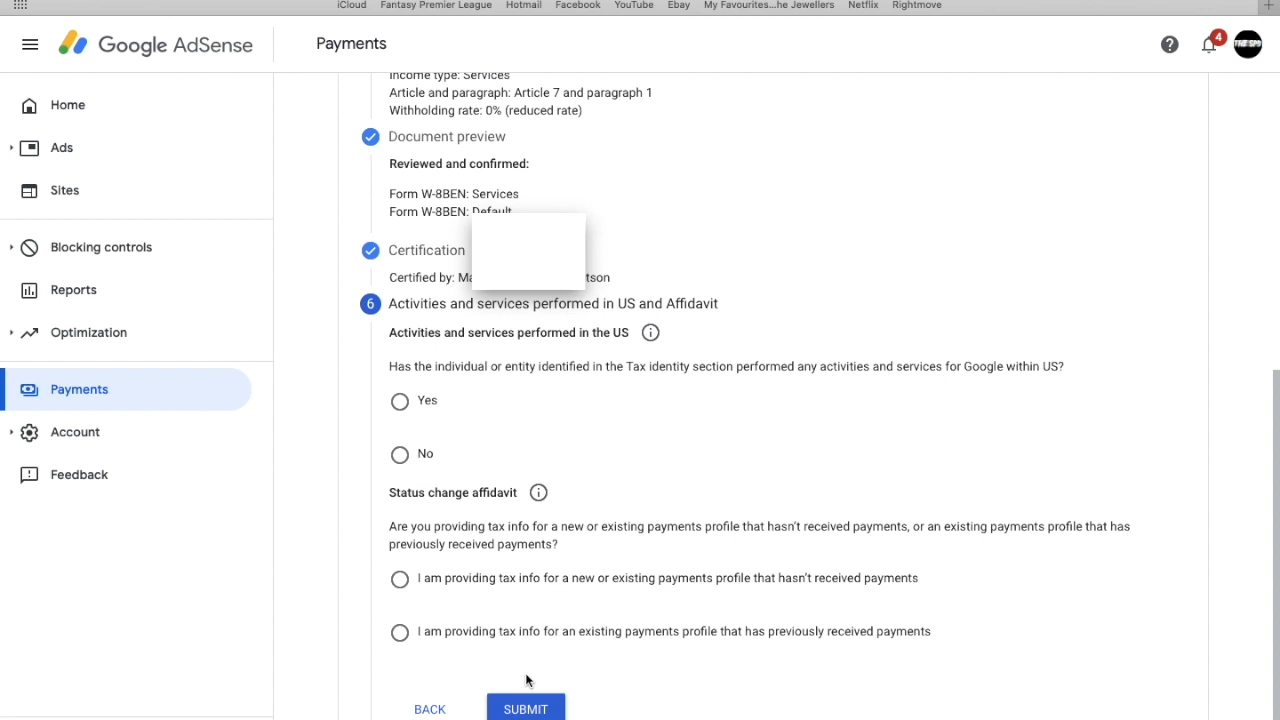 iCloud Fantasy Premier League Hotmail Facebook YouTube Ebay My Favourites...he Jewellers Netflix Rightmove
Google AdSense
Payments
4
Home
Ads
Sites
Blocking controls
Reports
Optimization
Payments
Account
Feedback
Income type: Services
Article and paragraph: Article 7 and paragraph 1
Withholding rate: 0% (reduced rate)
Document preview
Reviewed and confirmed:
Form W-8BEN: Services
Form W-8BEN: Default
Certification
Certified by: Ma tson
6 Activities and services performed in US and Affidavit
Activities and services performed in the US
Has the individual or entity identified in the Tax identity section performed any activities and services for Google within US?
Yes
No
Status change affidavit
Are you providing tax info for a new or existing payments profile that hasn't received payments, or an existing payments profile that has
previously received payments?
I am providing tax info for a new or existing payments profile that hasn't received payments
I am providing tax info for an existing payments profile that has previously received payments
BACK SUBMIT